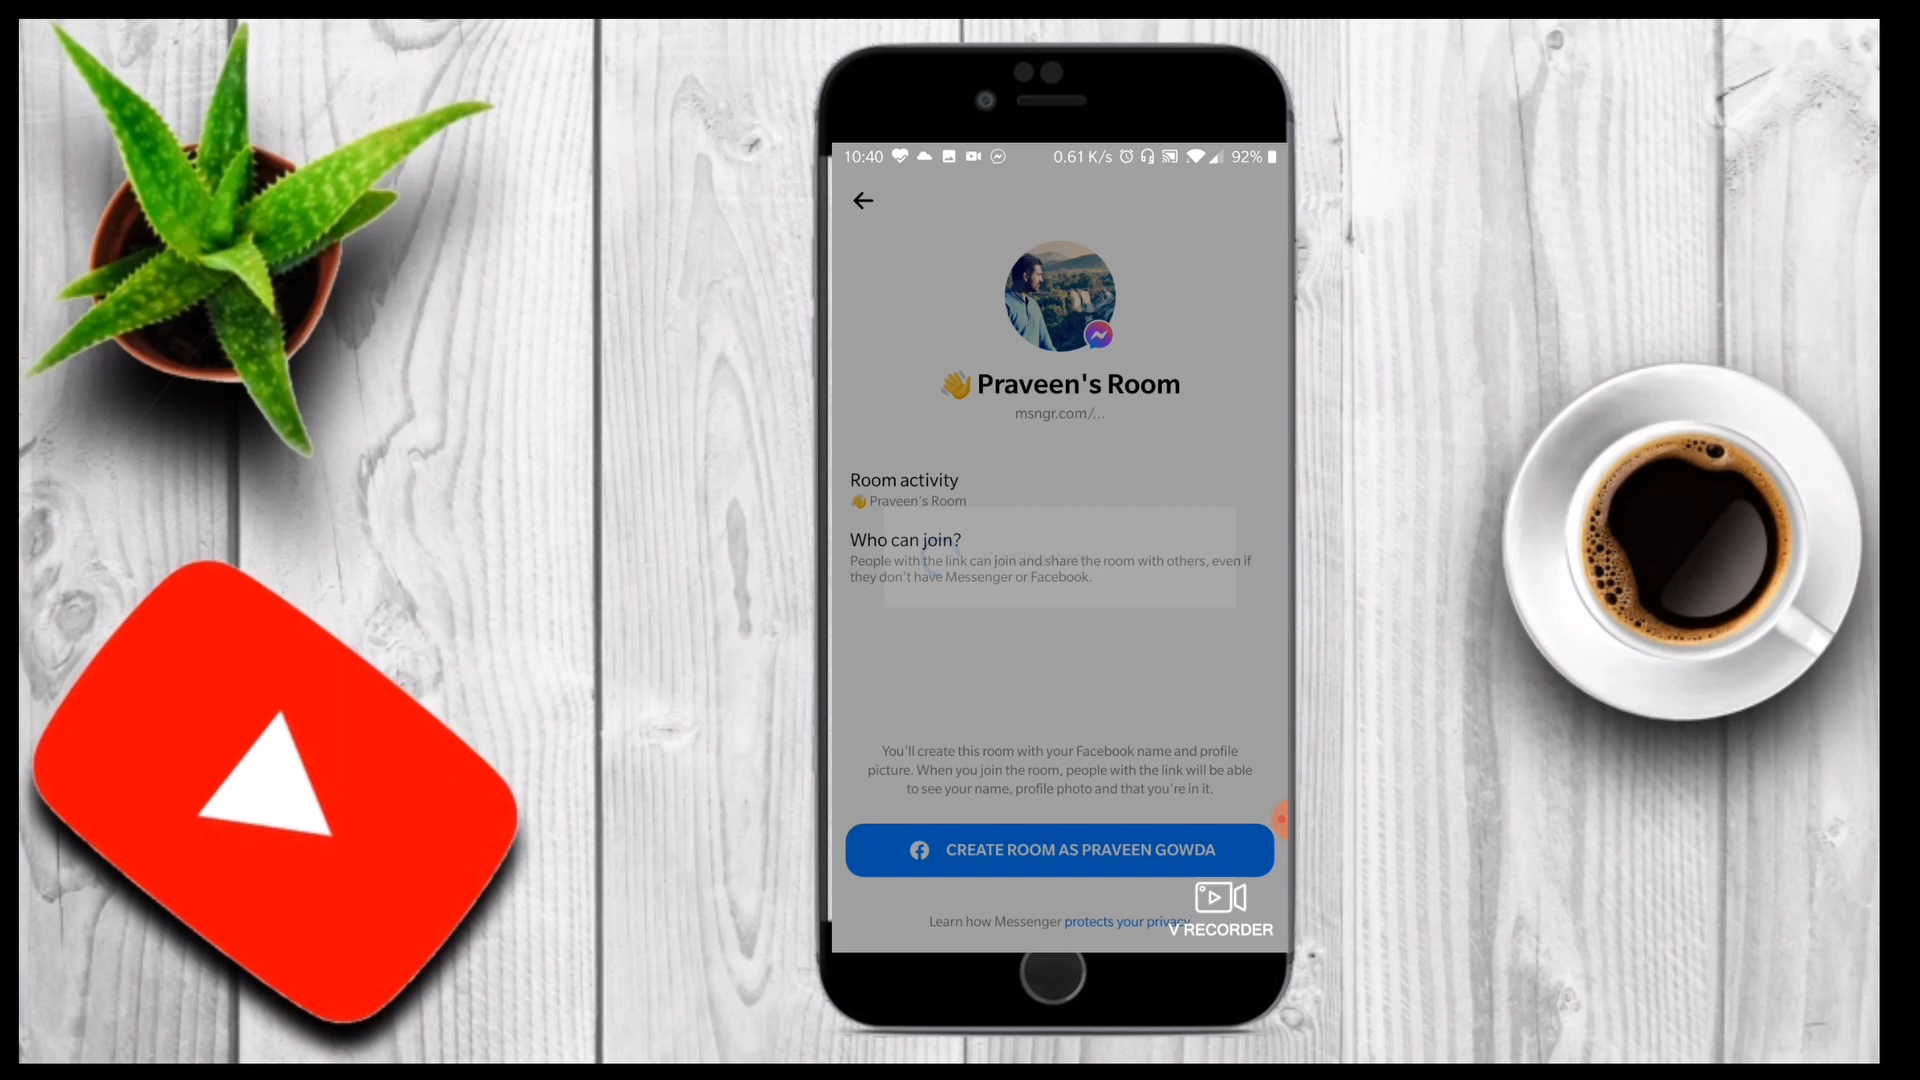 10:40 0.61 K/s 92%
👋 Praveen's Room
msngr.com/...
Room activity
👋 Praveen's Room
Who can join?
People with the link can join and share the room with others, even if
they don't have Messenger or Facebook.
You'll create this room with your Facebook name and profile
picture. When you join the room, people with the link will be able
to see your name, profile photo and that you're in it.
CREATE ROOM AS PRAVEEN GOWDA
Learn how Messenger protects your privacy
V RECORDER